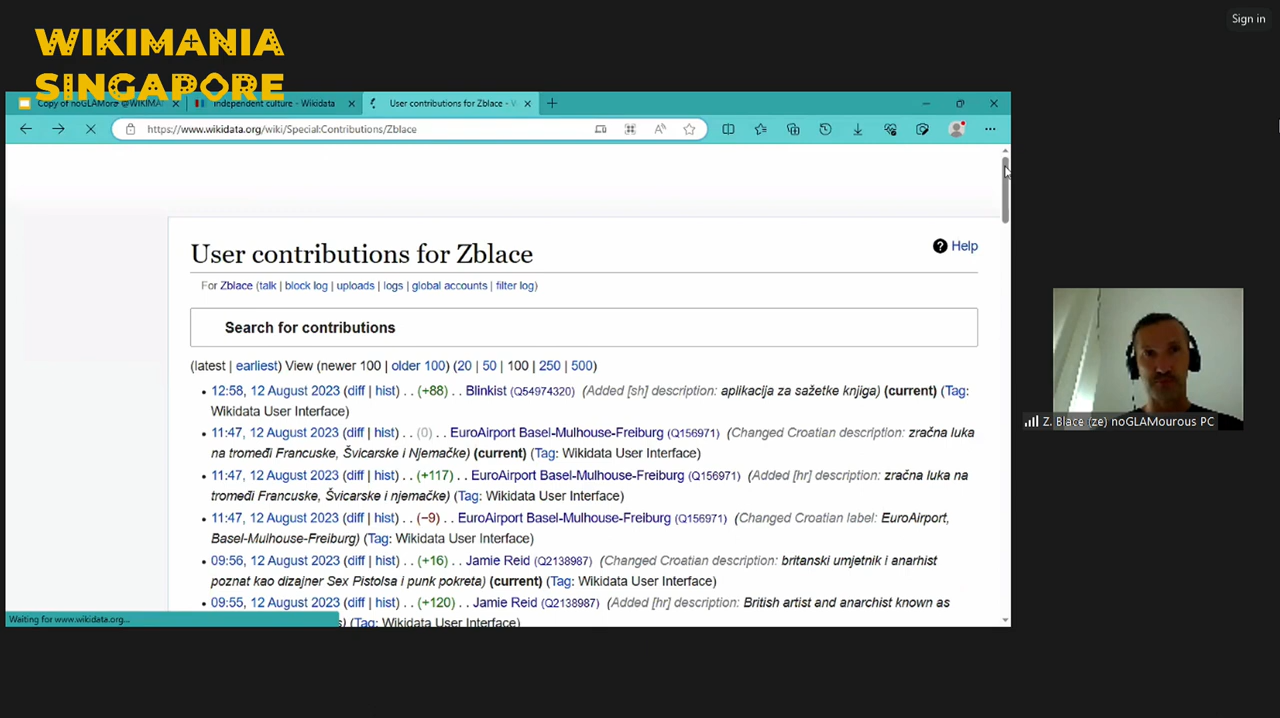 Sign in
WIKIMANIA
SINGAPORE
Copy of noGLAMora @WIKIMA
Independent culture - Wikidata
User contributions for Zblace - W
https://www.wikidata.org/wiki/Special:Contributions/Zblace
User contributions for Zblace
Help
For Zblace (talk | block log | uploads | logs | global accounts | filter log)
Search for contributions
(latest | earliest) View (newer 100 | older 100) (20 | 50 | 100 | 250 | 500)
12:58, 12 August 2023 (diff | hist) . . (+88) . . Blinkist (Q54974320) (Added [sh] description: aplikacija za sažetke knjiga) (current) (Tag:
Wikidata User Interface)
11:47, 12 August 2023 (diff | hist) . . (0) . . EuroAirport Basel-Mulhouse-Freiburg (Q156971) (Changed Croatian description: zračna luka
na tromeđi Francuske, Švicarske i Njemačke) (current) (Tag: Wikidata User Interface)
11:47, 12 August 2023 (diff | hist) . . (+117) . . EuroAirport Basel-Mulhouse-Freiburg (Q156971) (Added [hr] description: zračna luka na
tromeđi Francuske, Švicarske i njemačke) (Tag: Wikidata User Interface)
11:47, 12 August 2023 (diff | hist) . . (−9) . . EuroAirport Basel-Mulhouse-Freiburg (Q156971) (Changed Croatian label: EuroAirport,
Basel-Mulhouse-Freiburg) (Tag: Wikidata User Interface)
09:56, 12 August 2023 (diff | hist) . . (+16) . . Jamie Reid (Q2138987) (Changed Croatian description: britanski umjetnik i anarhist
poznat kao dizajner Sex Pistolsa i punk pokreta) (current) (Tag: Wikidata User Interface)
09:55, 12 August 2023 (diff | hist) . . (+120) . . Jamie Reid (Q2138987) (Added [hr] description: British artist and anarchist known as
(Tag: Wikidata User Interface)
Waiting for www.wikidata.org...
Z. Blace (ze) noGLAMourous PC